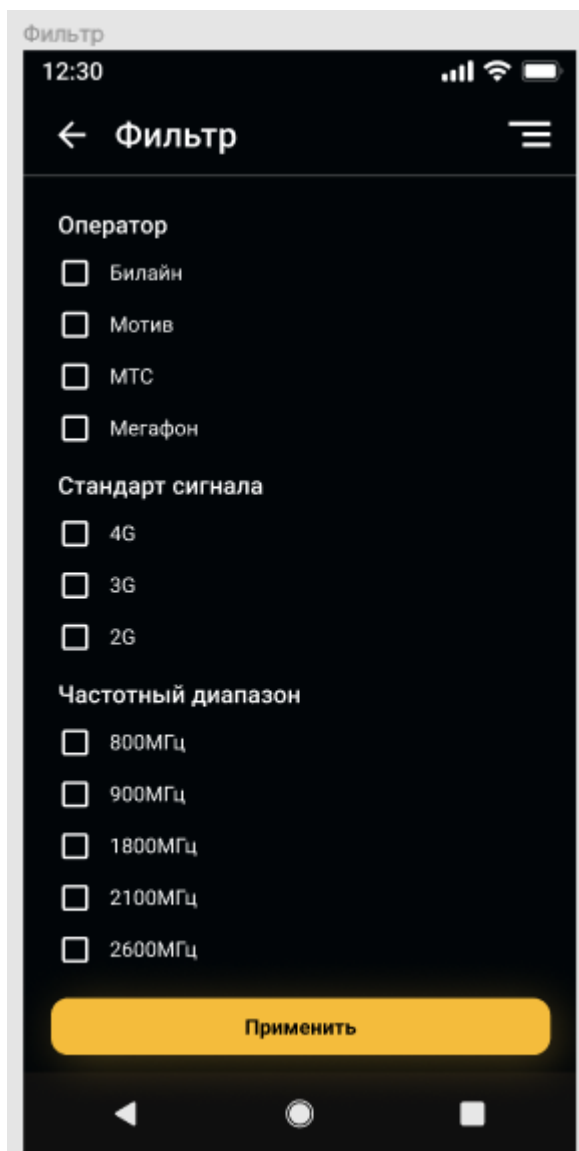 Фильтр
12:30
Фильтр
Оператор
Билайн
Мотив
МТС
Мегафон
Стандарт сигнала
4G
3G
2G
Частотный диапазон
800МГц
900МГц
1800МГц
2100МГц
2600МГц
Применить